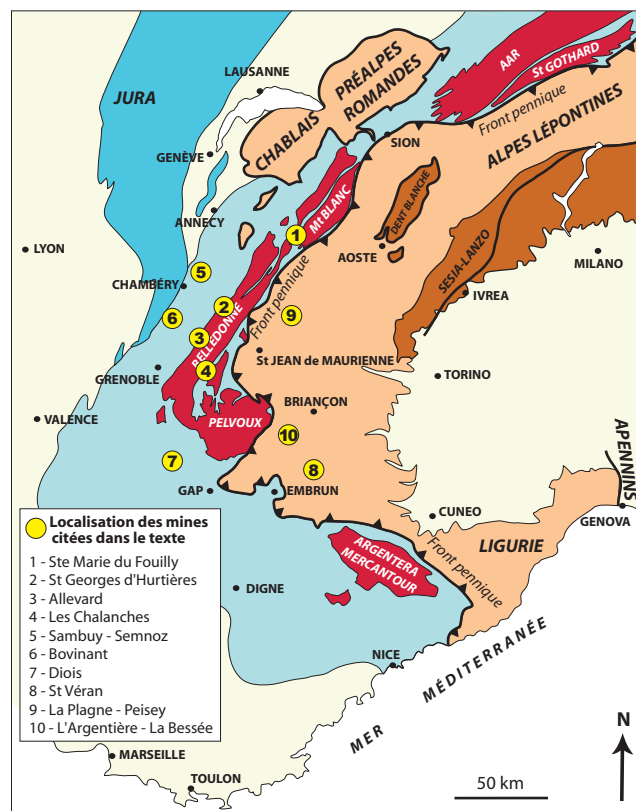 AAR
St GOTHARD
LAUSANNE
PRÉALPES
ROMANDES
JURA
CHABLAIS
Front pennique
ALPES LÉPONTINES
SION
GENÈVE
Mt BLANC
DENT BLANCHE
ANNECY
1
LYON
AOSTE
SESIA-LANZO
MILANO
5
CHAMBÉRY
IVREA
2
9
6
BELLEDONNE
Front pennique
3
St JEAN de MAURIENNE
GRENOBLE
4
TORINO
BRIANÇON
VALENCE
PELVOUX
10
APENNINS
7
8
GAP
EMBRUN
CUNEO
GENOVA
Localisation des mines
citées dans le texte
1 - Ste Marie du Fouilly
2 - St Georges d'Hurtières
3 - Allevard
4 - Les Chalanches
5 - Sambuy - Semnoz
6 - Bovinant
7 - Diois
8 - St Véran
9 - La Plagne - Peisey
10 - L'Argentière - La Bessée
ARGENTERA
MERCANTOUR
LIGURIE
Front pennique
DIGNE
NICE
MER MÉDITERRANÉE
N
MARSEILLE
TOULON
50 km